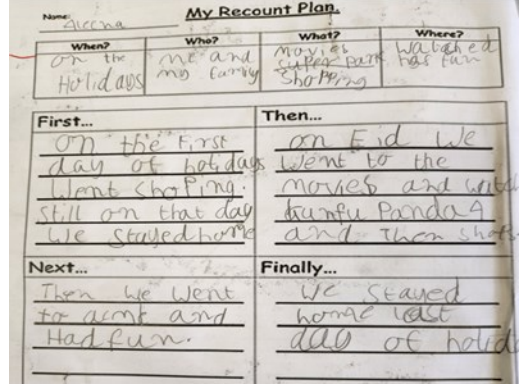 Name: Aleena
My Recount Plan.
When? Who? What? Where?
on the Holidays
me and my family
movies super park Shopping
watched has fun
First...
on the First
day of holidays
Went shoping.
Still on that day
We stayed home
Then...
on Eid We
Went to the
movies and
kunfu Panda 4
and Then
Next...
Then We Went
to and
Had fun.
Finally...
We Stayed
home last
day of